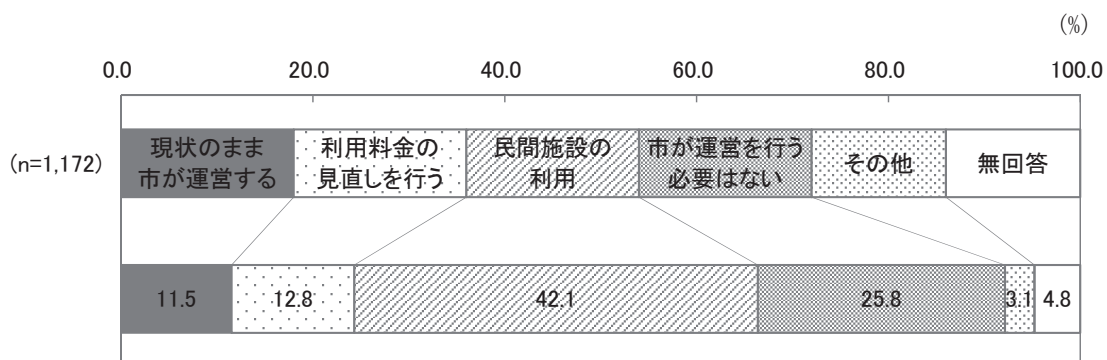 (%)
0.0 20.0 40.0 60.0 80.0 100.0
(n=1,172)
現状のまま
市が運営する
利用料金の
見直しを行う
民間施設の
利用
市が運営を行う
必要はない
その他
無回答
11.5 12.8 42.1 25.8 3.1 4.8